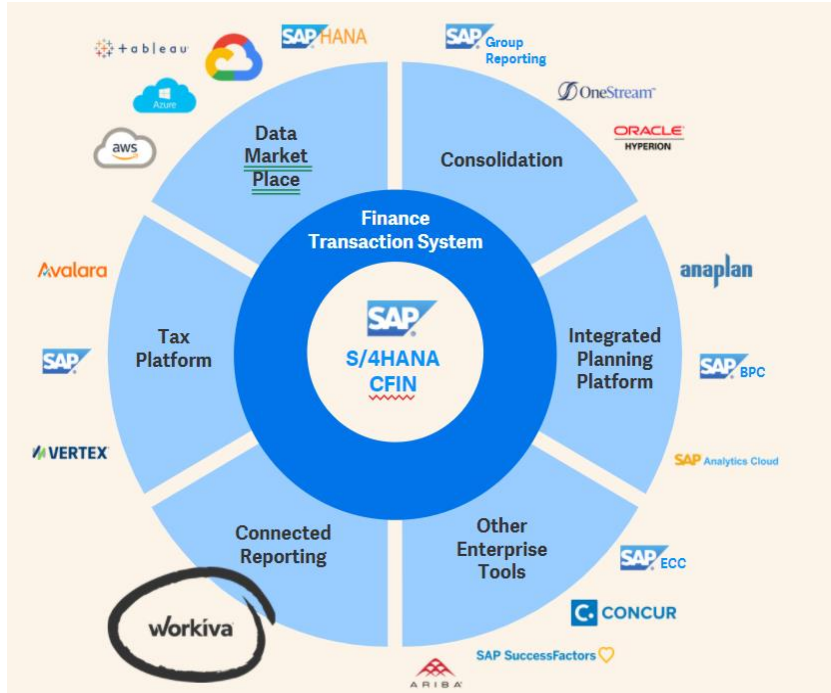 + a b l e a u
SAP HANA
SAP Group
Reporting
Azure
OneStream
aws
ORACLE
HYPERION
Data
Market
Place
Consolidation
Finance
Transaction System
Avalara
anaplan
SAP
S/4HANA
CFIN
Tax
Platform
Integrated
Planning
Platform
SAP
SAP BPC
VERTEX
SAP Analytics Cloud
Connected
Reporting
Other
Enterprise
Tools
SAP ECC
C. CONCUR
workiva
SAP SuccessFactors
ARIBA